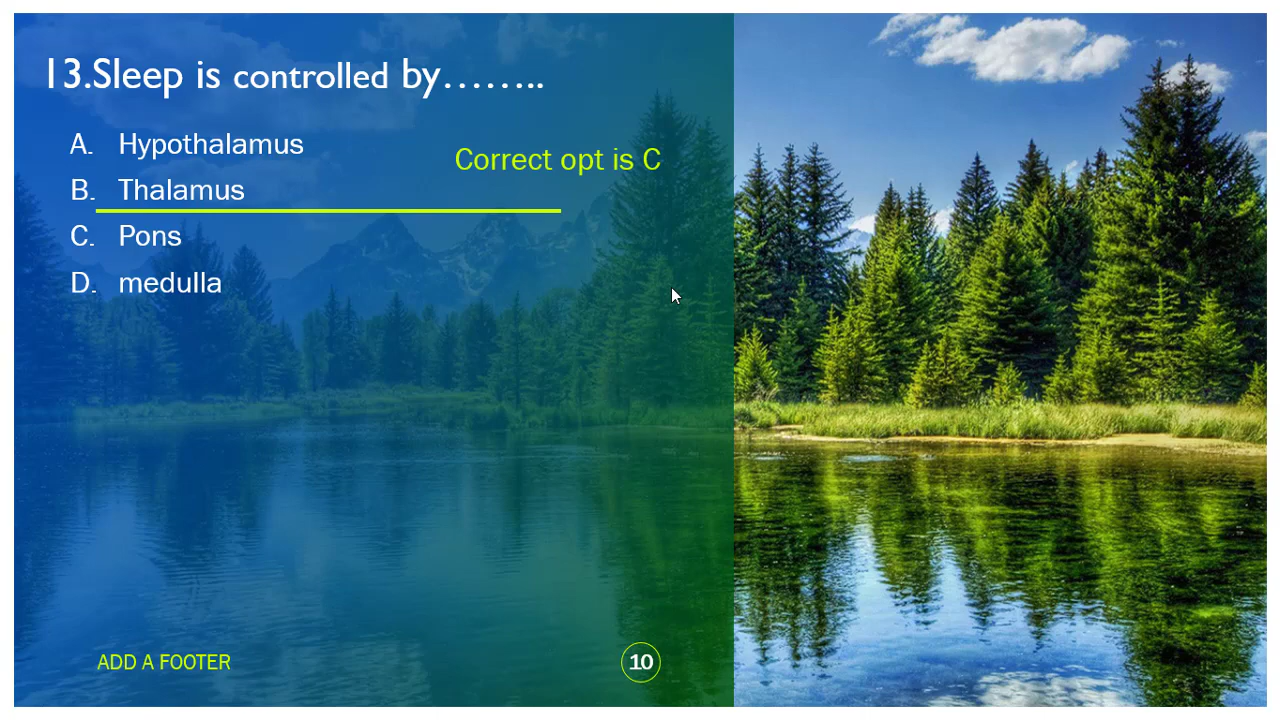 13.Sleep is controlled by……..
A. Hypothalamus
Correct opt is C
B. Thalamus
C. Pons
D. medulla
ADD A FOOTER
10